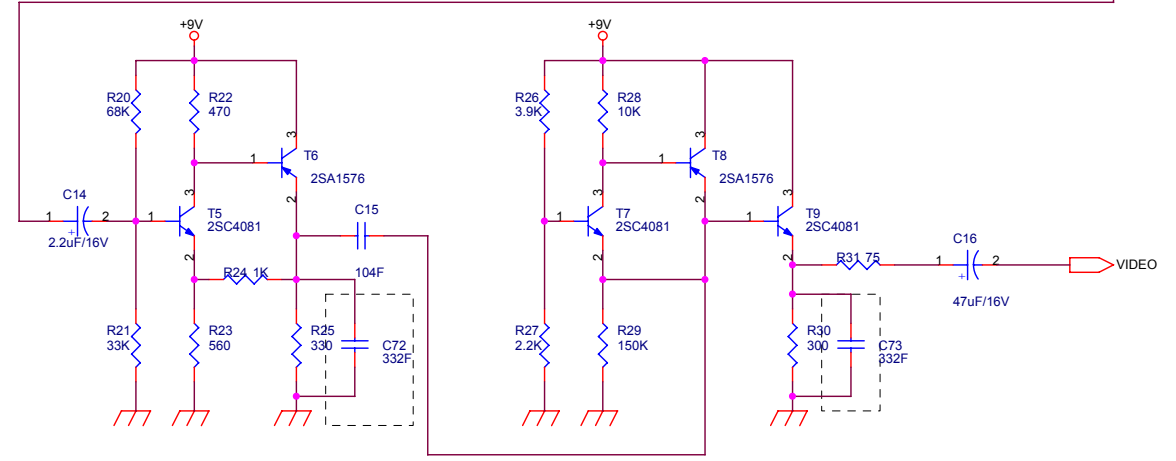 +9V
+9V
R20
68K
R22
470
R26
3.9K
R28
10K
3
3
1
T6
2SA1576
1
T8
2SA1576
C14
1
2
+
2.2uF/16V
3
2
1
T5
2SC4081
C15
104F
3
2
1
T7
2SC4081
3
1
T9
2SC4081
C16
2
2
2
R24 1K
R31 75
1
2
+
47uF/16V
VIDEO
R21
33K
R23
560
R25
330
C72
332F
R27
2.2K
R29
150K
R30
300
C73
332F